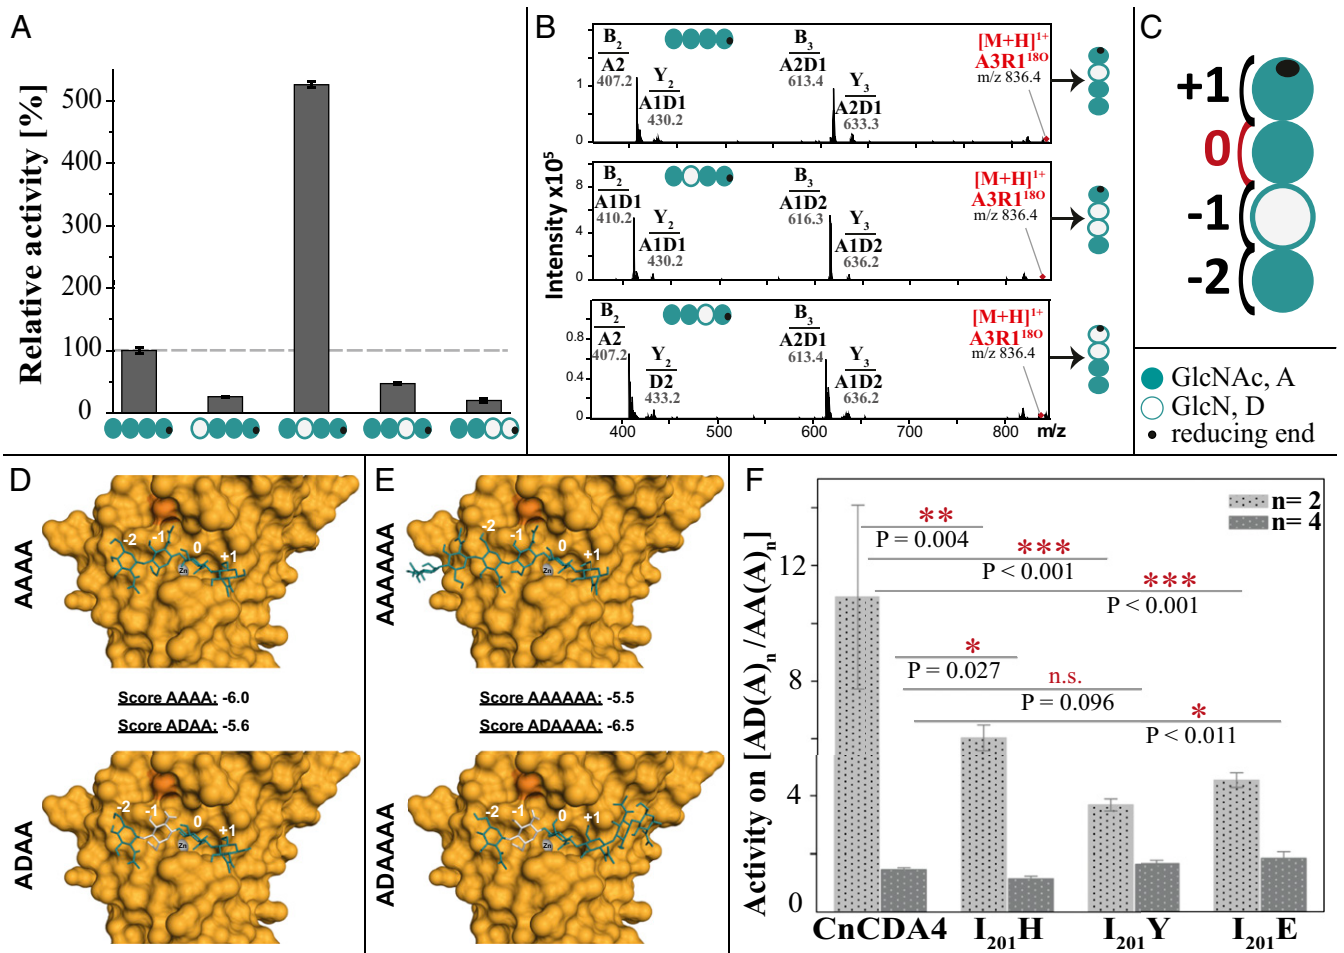 A
Relative activity [%]
500
400
300
200
100
0
B
Intensity x10⁵
B₂
A2
407.2
Y₂
A1D1
430.2
B₃
A2D1
613.4
Y₃
A2D1
633.3
[M+H]¹⁺
A3R1¹⁸ᴼ
m/z 836.4
1
0
B₂
A1D1
410.2
Y₂
A1D1
430.2
B₃
A1D2
616.3
Y₃
A1D2
636.2
[M+H]¹⁺
A3R1¹⁸ᴼ
m/z 836.4
8
4
0
B₂
A2
407.2
Y₂
D2
433.2
B₃
A2D1
613.4
Y₃
A1D2
636.2
[M+H]¹⁺
A3R1¹⁸ᴼ
m/z 836.4
0.8
0.4
0
400 500 600 700 800 m/z
C
+1
0
-1
-2
GlcNAc, A
GlcN, D
reducing end
D
AAAA
-2 -1 0 +1
Zn
Score AAAA: -6.0
Score ADAA: -5.6
ADAA
-2 -1 0 +1
Zn
E
AAAAAA
-2 -1 0 +1
Zn
Score AAAAAA: -5.5
Score ADAAAA: -6.5
ADAAAA
-2 -1 0 +1
Zn
F
Activity on [AD(A)ₙ/AA(A)ₙ]
12
8
4
0
n= 2
n= 4
**
P = 0.004
***
P < 0.001
***
P < 0.001
*
P = 0.027
n.s.
P = 0.096
*
P < 0.011
CnCDA4 I₂₀₁H I₂₀₁Y I₂₀₁E